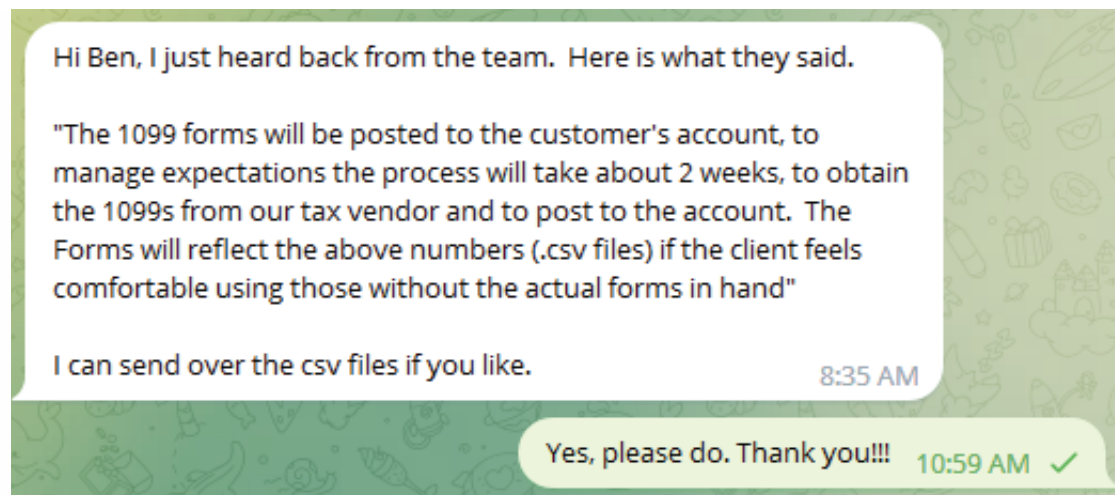 Hi Ben, I just heard back from the team.  Here is what they said.
"The 1099 forms will be posted to the customer's account, to
manage expectations the process will take about 2 weeks, to obtain
the 1099s from our tax vendor and to post to the account.  The
Forms will reflect the above numbers (.csv files) if the client feels
comfortable using those without the actual forms in hand"
I can send over the csv files if you like.
8:35 AM
Yes, please do. Thank you!!!
10:59 AM